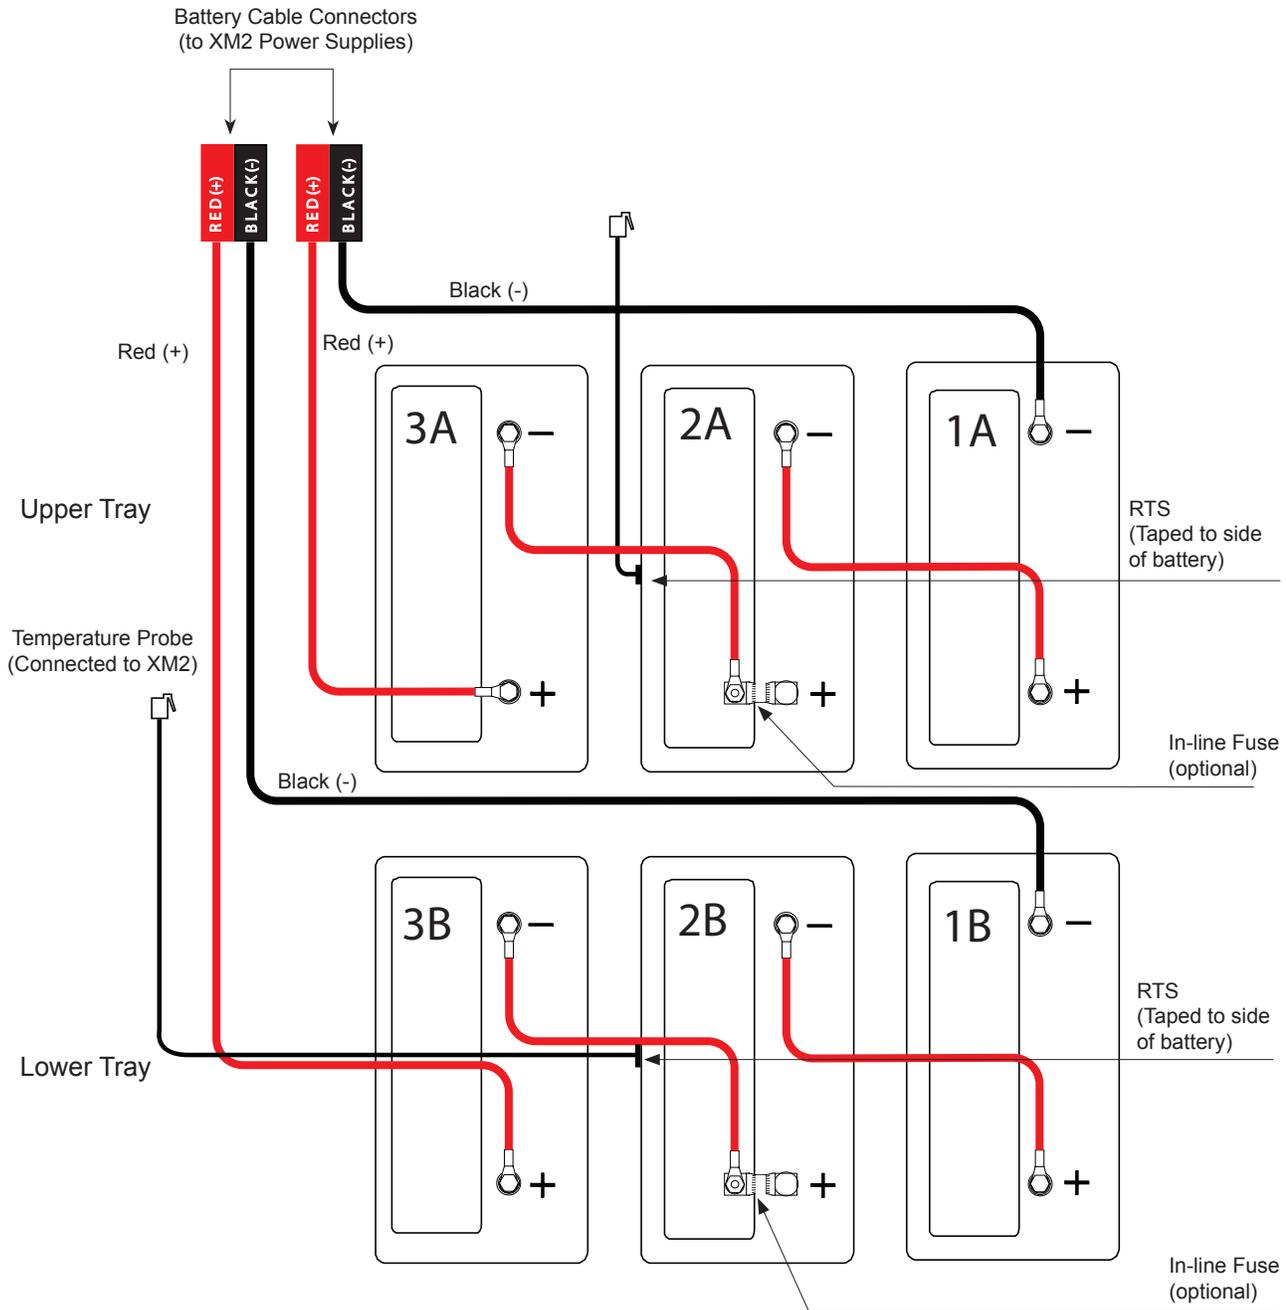 Battery Cable Connectors
(to XM2 Power Supplies)
RED(+)
BLACK(-)
RED(+)
BLACK(-)
Black (-)
Red (+)
Red (+)
3A
−
2A
−
1A
−
Upper Tray
RTS
(Taped to side
of battery)
Temperature Probe
(Connected to XM2)
+
+
+
In-line Fuse
(optional)
Black (-)
3B
−
2B
−
1B
−
RTS
(Taped to side
of battery)
Lower Tray
+
+
+
In-line Fuse
(optional)